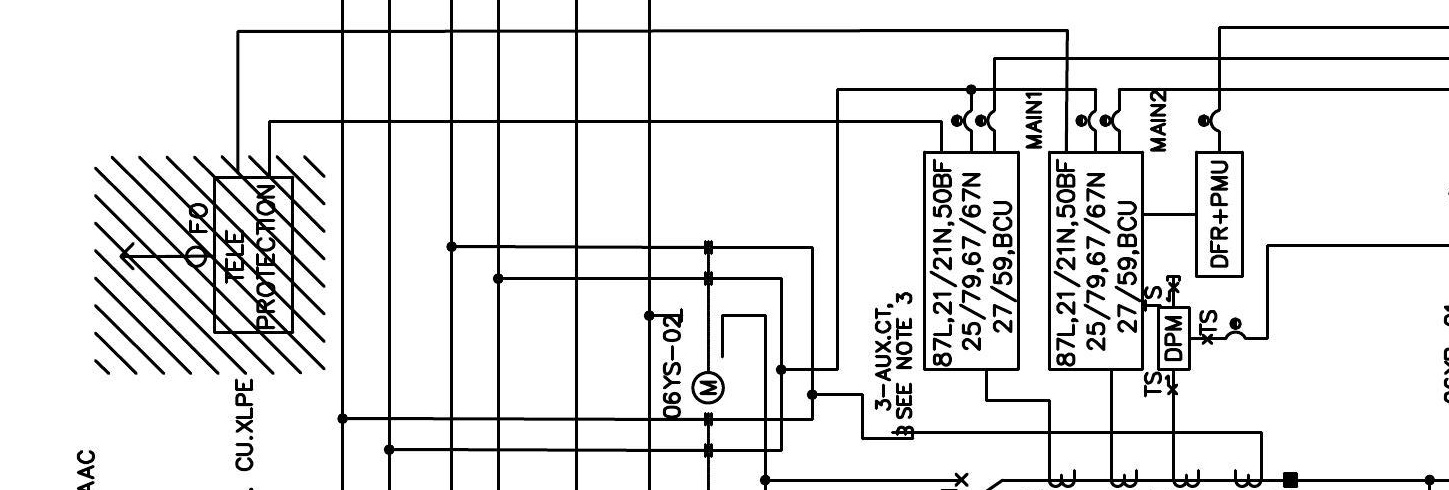 FO
TELE
PROTECTION
CU.XLPE
AAC
06YS-02
M
3-AUX.CT,
SEE NOTE 3
MAIN1
87L,21/21N,50BF
25/79,67/67N
27/59,BCU
MAIN2
87L,21/21N,50BF
25/79,67/67N
27/59,BCU
DFR+PMU
TS
DPM
TS
TS